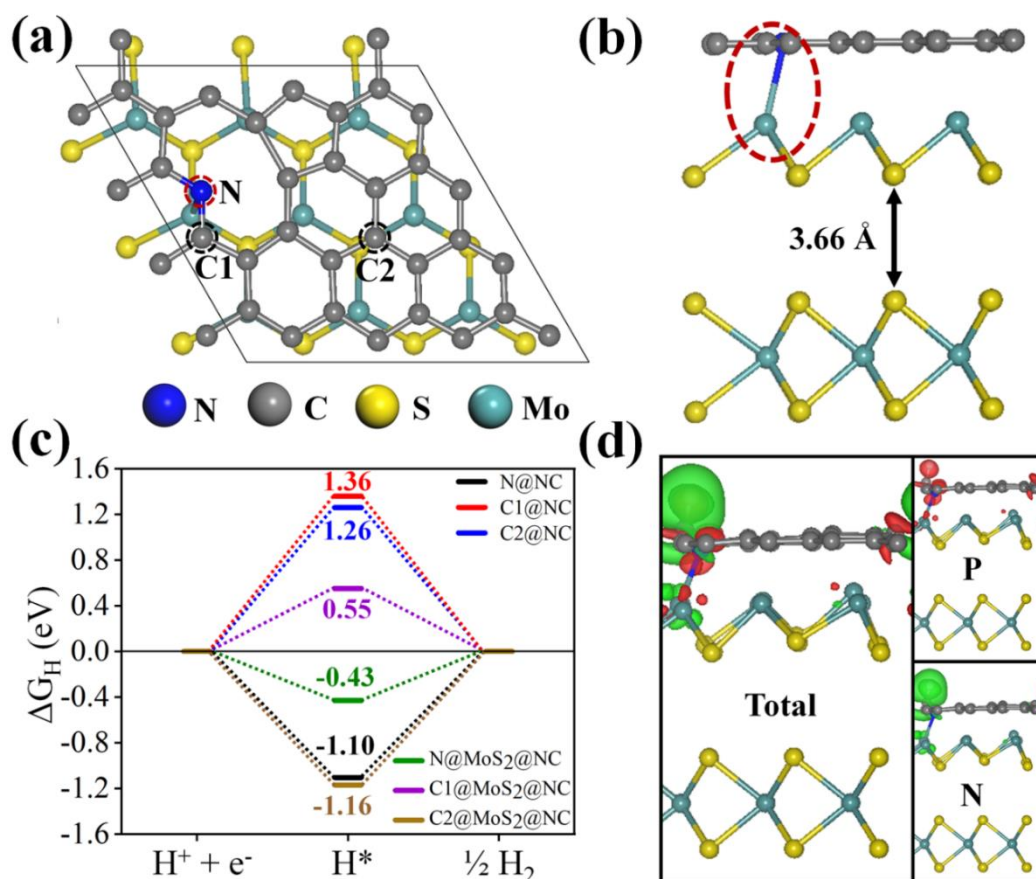 (a)
N
C1
C2
N C S Mo
(b)
3.66 Å
(c)
ΔG_H (eV)
1.6
1.2
0.8
0.4
0.0
-0.4
-0.8
-1.2
-1.6
1.36
1.26
0.55
-0.43
-1.10
-1.16
N@NC
C1@NC
C2@NC
N@MoS₂@NC
C1@MoS₂@NC
C2@MoS₂@NC
H⁺ + e⁻ H* ½ H₂
(d)
Total
P
N